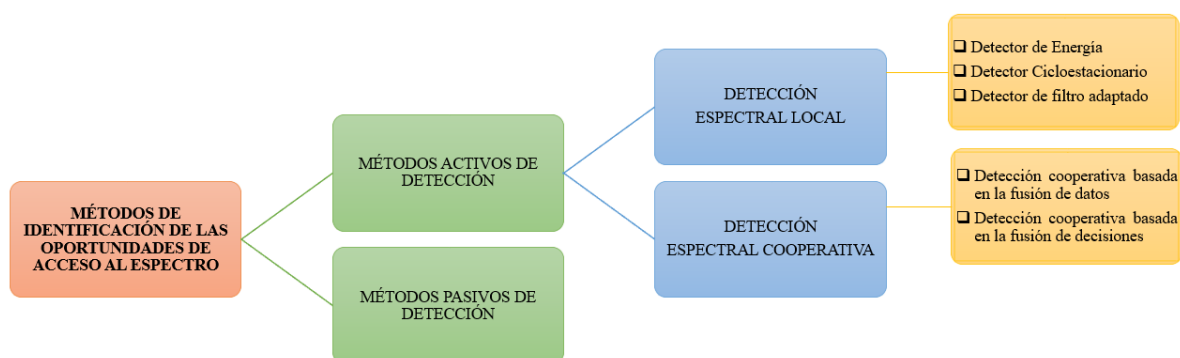 MÉTODOS DE
IDENTIFICACIÓN DE LAS
OPORTUNIDADES DE
ACCESO AL ESPECTRO
MÉTODOS ACTIVOS DE
DETECCIÓN
MÉTODOS PASIVOS DE
DETECCIÓN
DETECCIÓN
ESPECTRAL LOCAL
DETECCIÓN
ESPECTRAL COOPERATIVA
❑ Detector de Energía
❑ Detector Cicloestacionario
❑ Detector de filtro adaptado
❑ Detección cooperativa basada
en la fusión de datos
❑ Detección cooperativa basada
en la fusión de decisiones